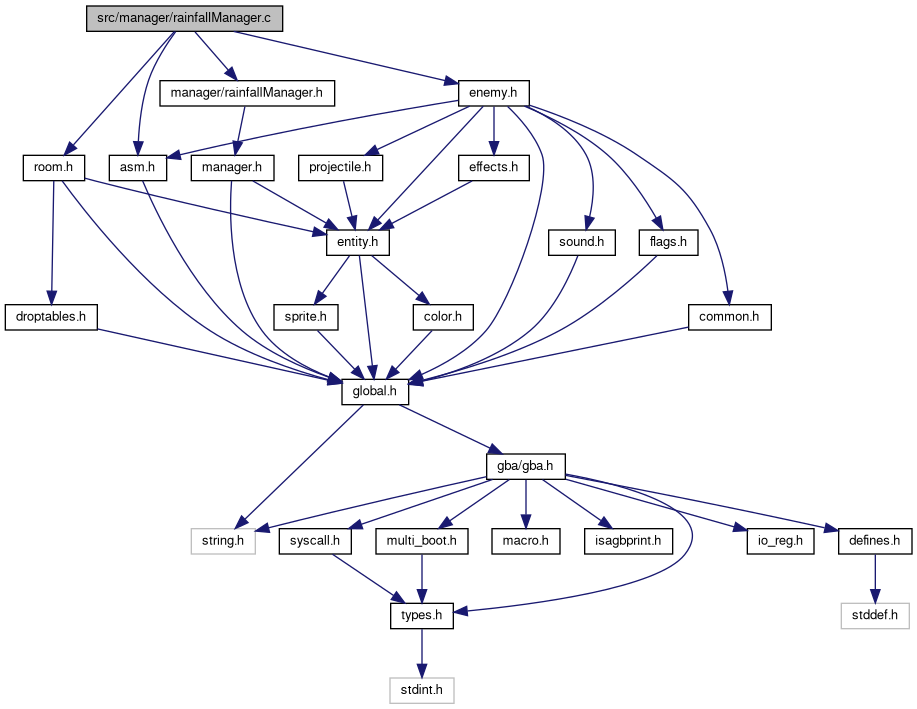 src/manager/rainfallManager.c
manager/rainfallManager.h
enemy.h
room.h
asm.h
manager.h
projectile.h
effects.h
entity.h
sound.h
flags.h
droptables.h
sprite.h
color.h
common.h
global.h
gba/gba.h
string.h
syscall.h
multi_boot.h
macro.h
isagbprint.h
io_reg.h
defines.h
types.h
stddef.h
stdint.h